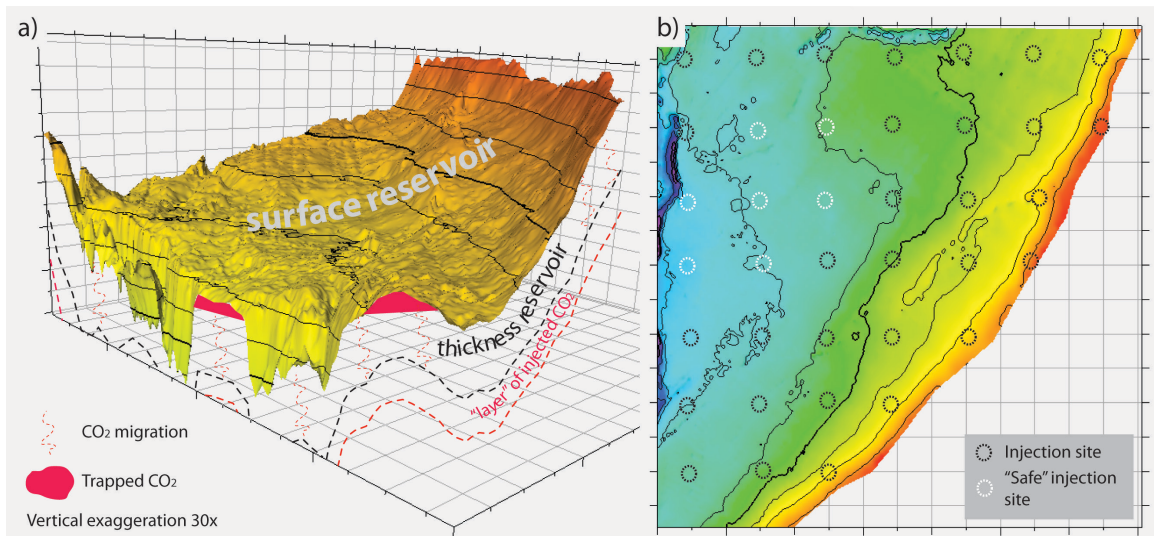 a)
surface reservoir
thickness reservoir
"layer" of injected CO₂
CO₂ migration
Trapped CO₂
Vertical exaggeration 30x
b)
Injection site
"Safe" injection
site